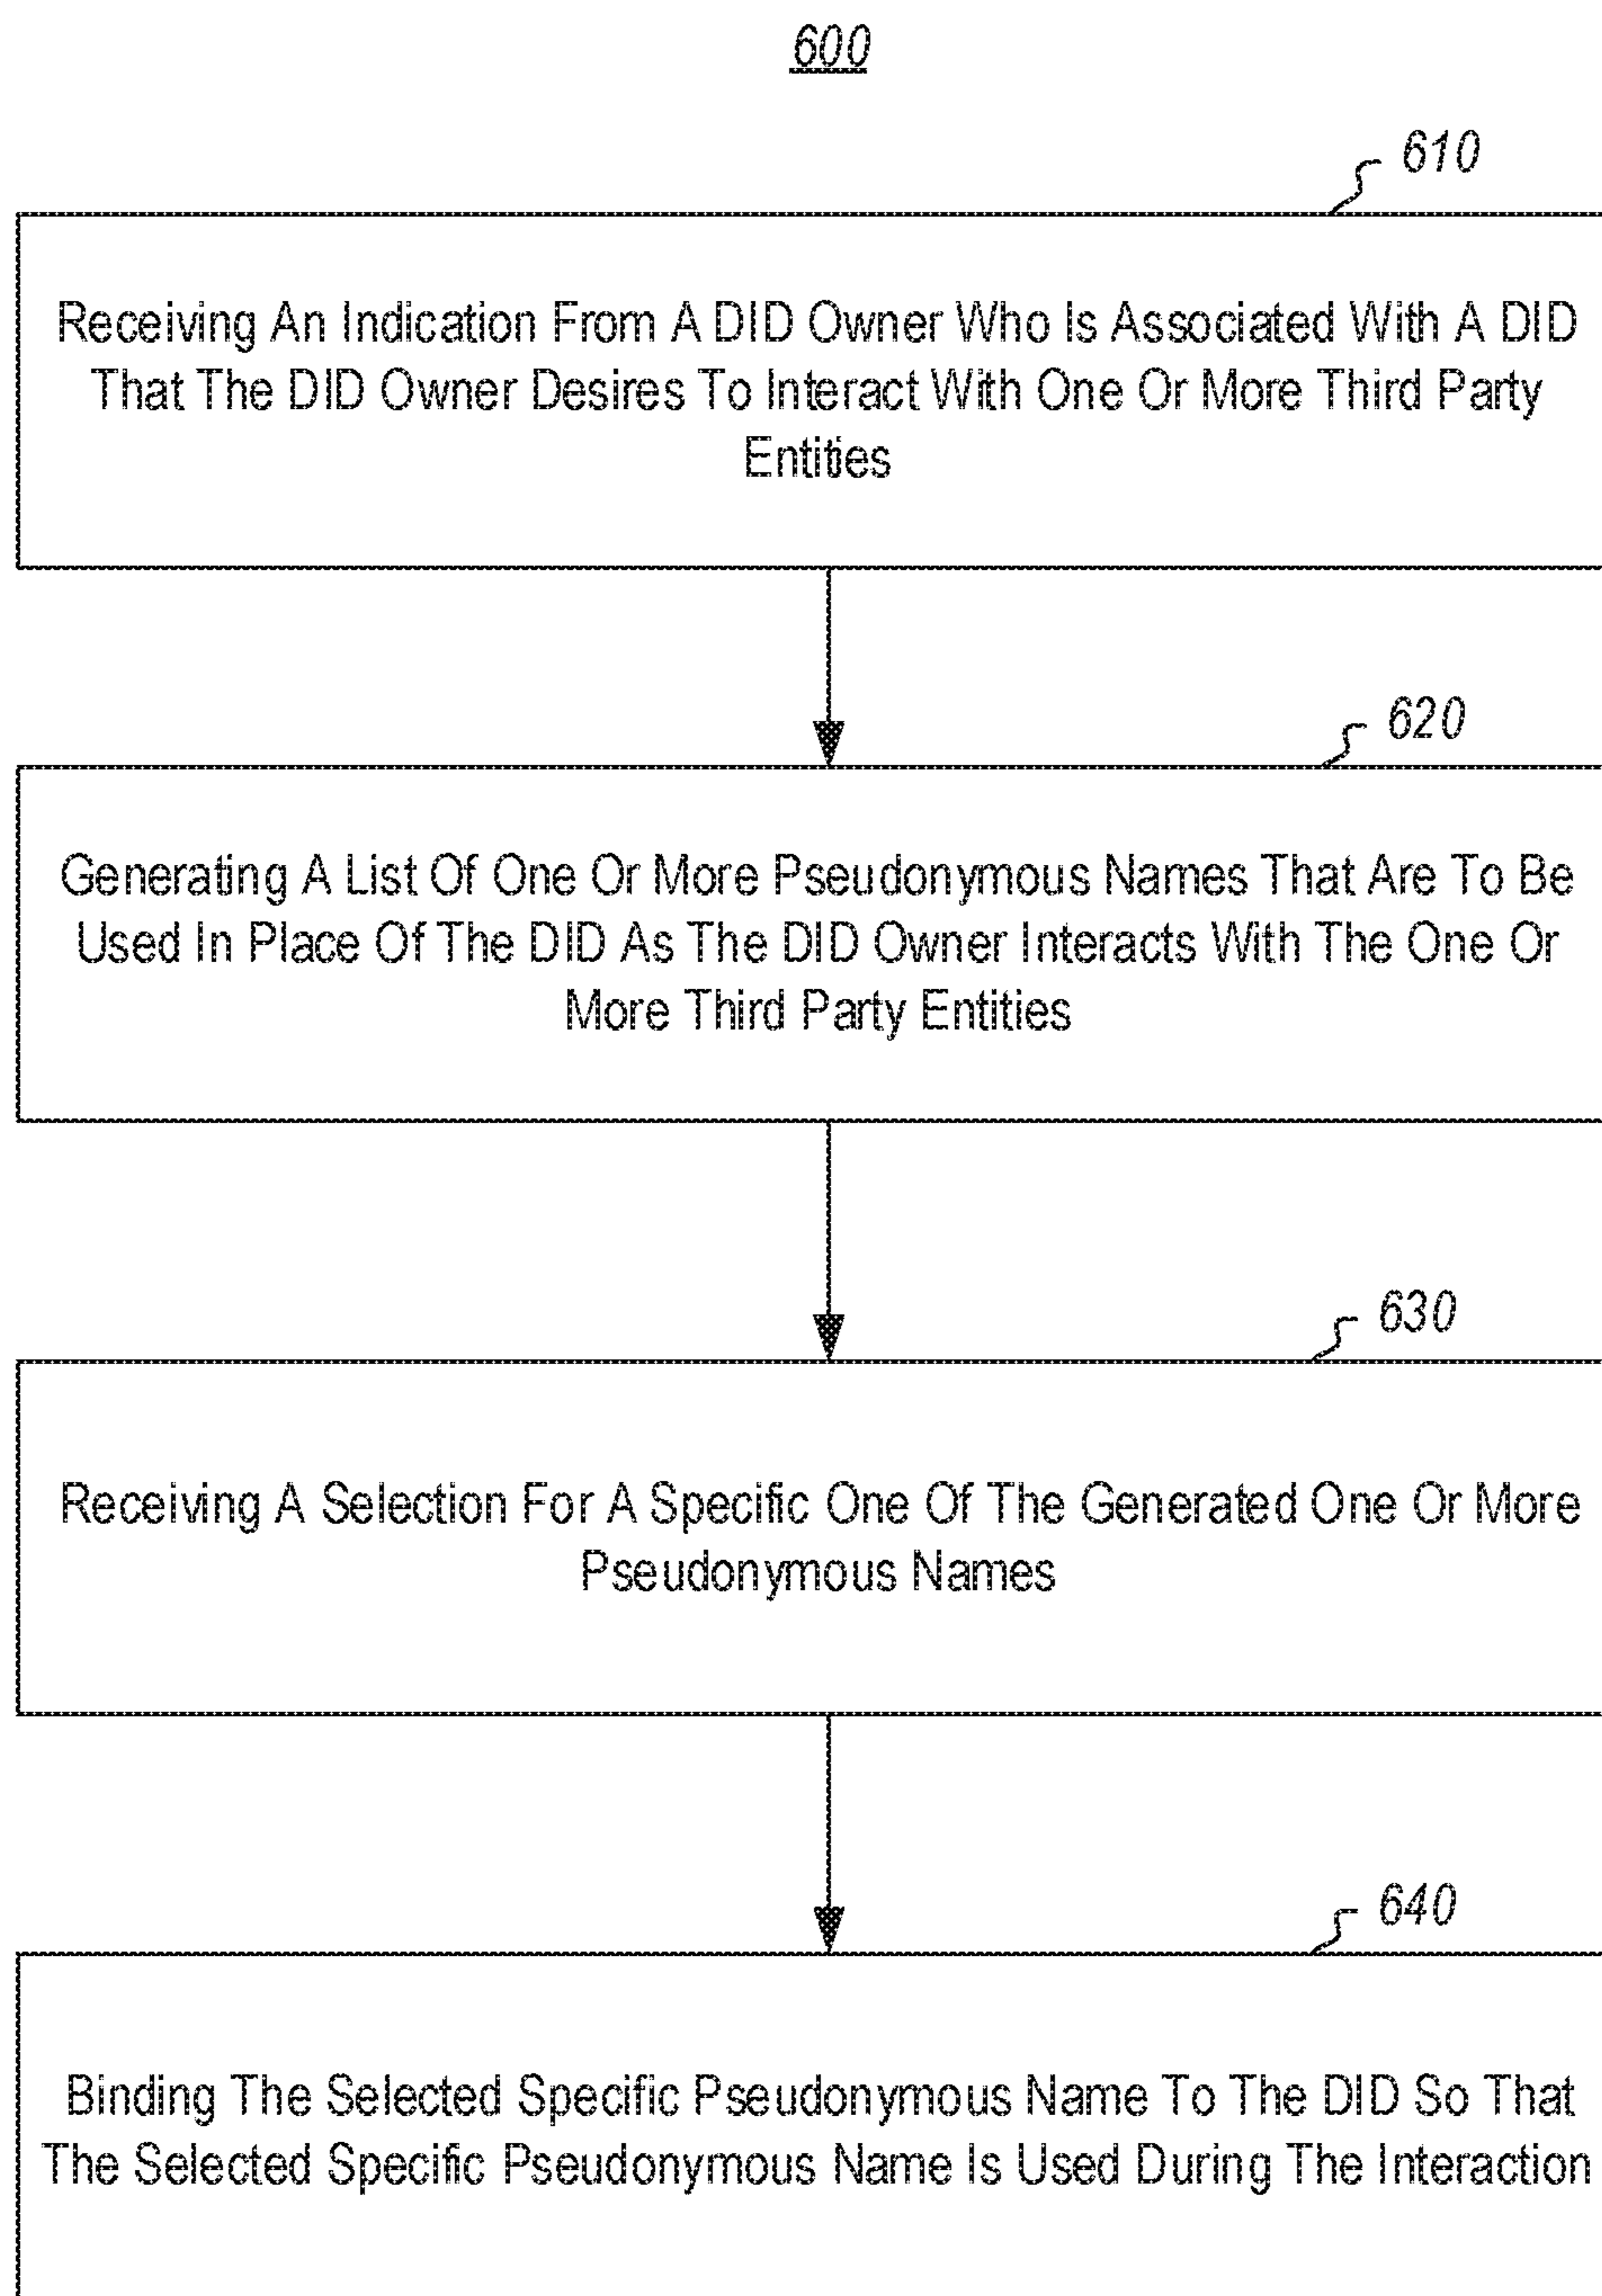 600
610
Receiving An Indication From A DID Owner Who Is Associated With A DID
That The DID Owner Desires To Interact With One Or More Third Party
Entities
620
Generating A List Of One Or More Pseudonymous Names That Are To Be
Used In Place Of The DID As The DID Owner Interacts With The One Or
More Third Party Entities
630
Receiving A Selection For A Specific One Of The Generated One Or More
Pseudonymous Names
640
Binding The Selected Specific Pseudonymous Name To The DID So That
The Selected Specific Pseudonymous Name Is Used During The Interaction